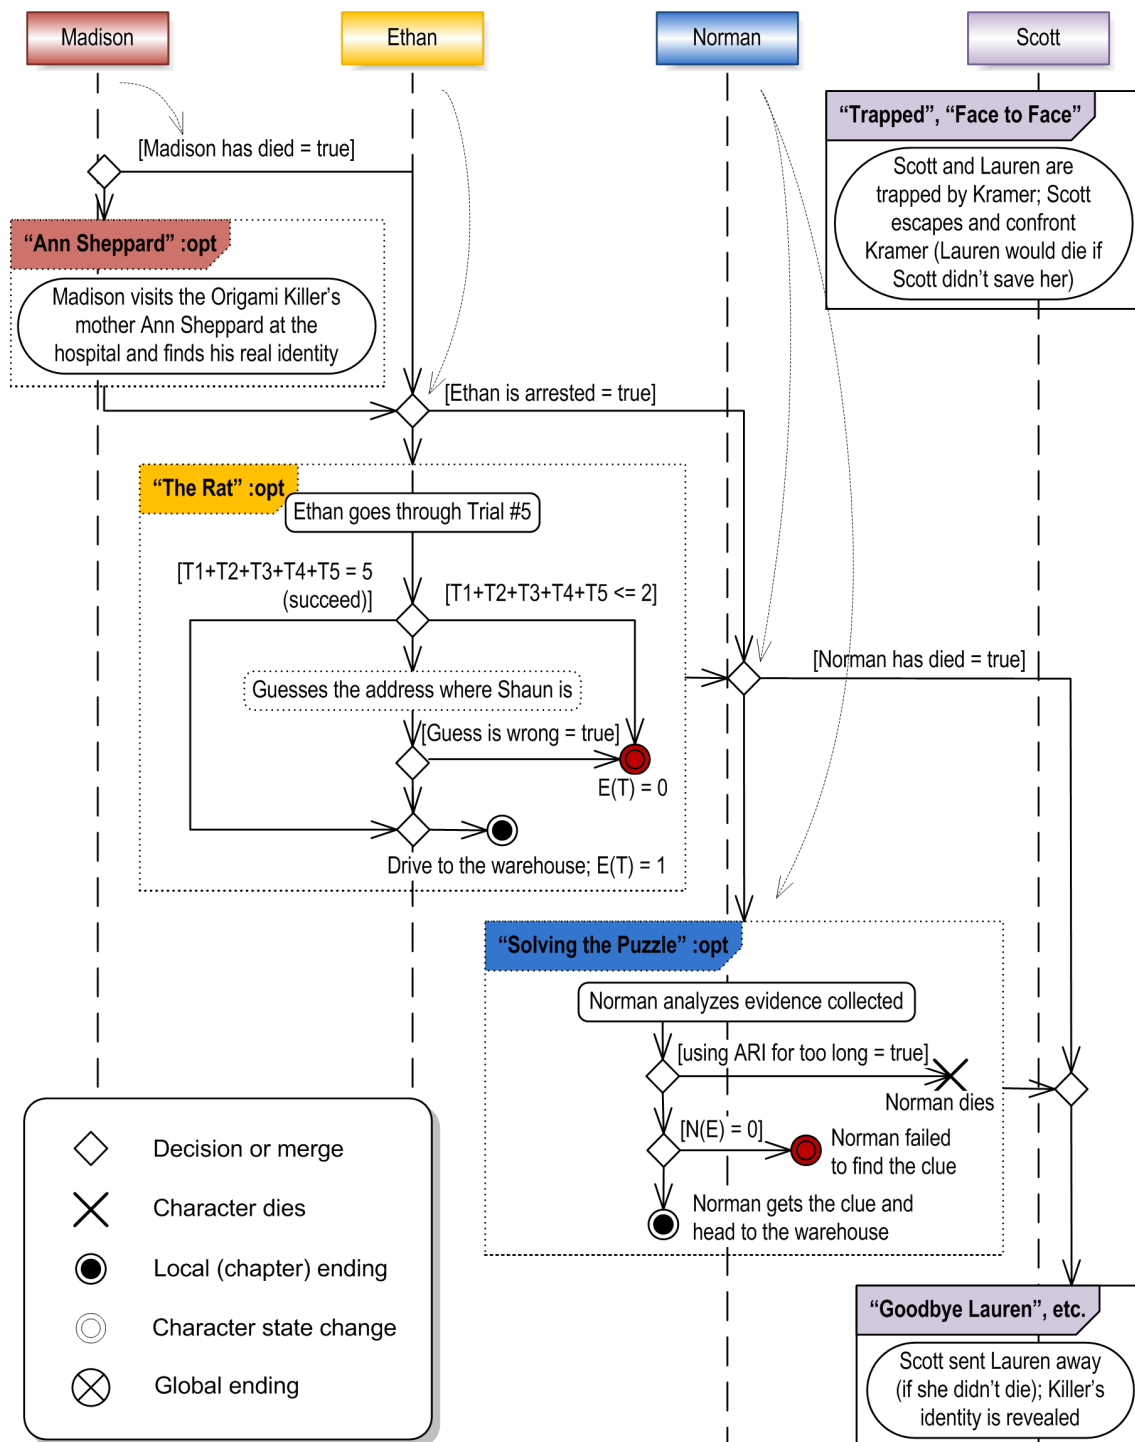 Madison
Ethan
Norman
Scott
“Trapped”, “Face to Face”
Scott and Lauren are
trapped by Kramer; Scott
escapes and confront
Kramer (Lauren would die if
Scott didn’t save her)
[Madison has died = true]
“Ann Sheppard” :opt
Madison visits the Origami Killer’s
mother Ann Sheppard at the
hospital and finds his real identity
[Ethan is arrested = true]
“The Rat” :opt
Ethan goes through Trial #5
[T1+T2+T3+T4+T5 = 5
(succeed)]
[T1+T2+T3+T4+T5 <= 2]
Guesses the address where Shaun is
[Guess is wrong = true]
E(T) = 0
Drive to the warehouse; E(T) = 1
[Norman has died = true]
“Solving the Puzzle” :opt
Norman analyzes evidence collected
[using ARI for too long = true]
Norman dies
[N(E) = 0]
Norman failed
to find the clue
Norman gets the clue and
head to the warehouse
“Goodbye Lauren”, etc.
Scott sent Lauren away
(if she didn’t die); Killer’s
identity is revealed
Decision or merge
Character dies
Local (chapter) ending
Character state change
Global ending